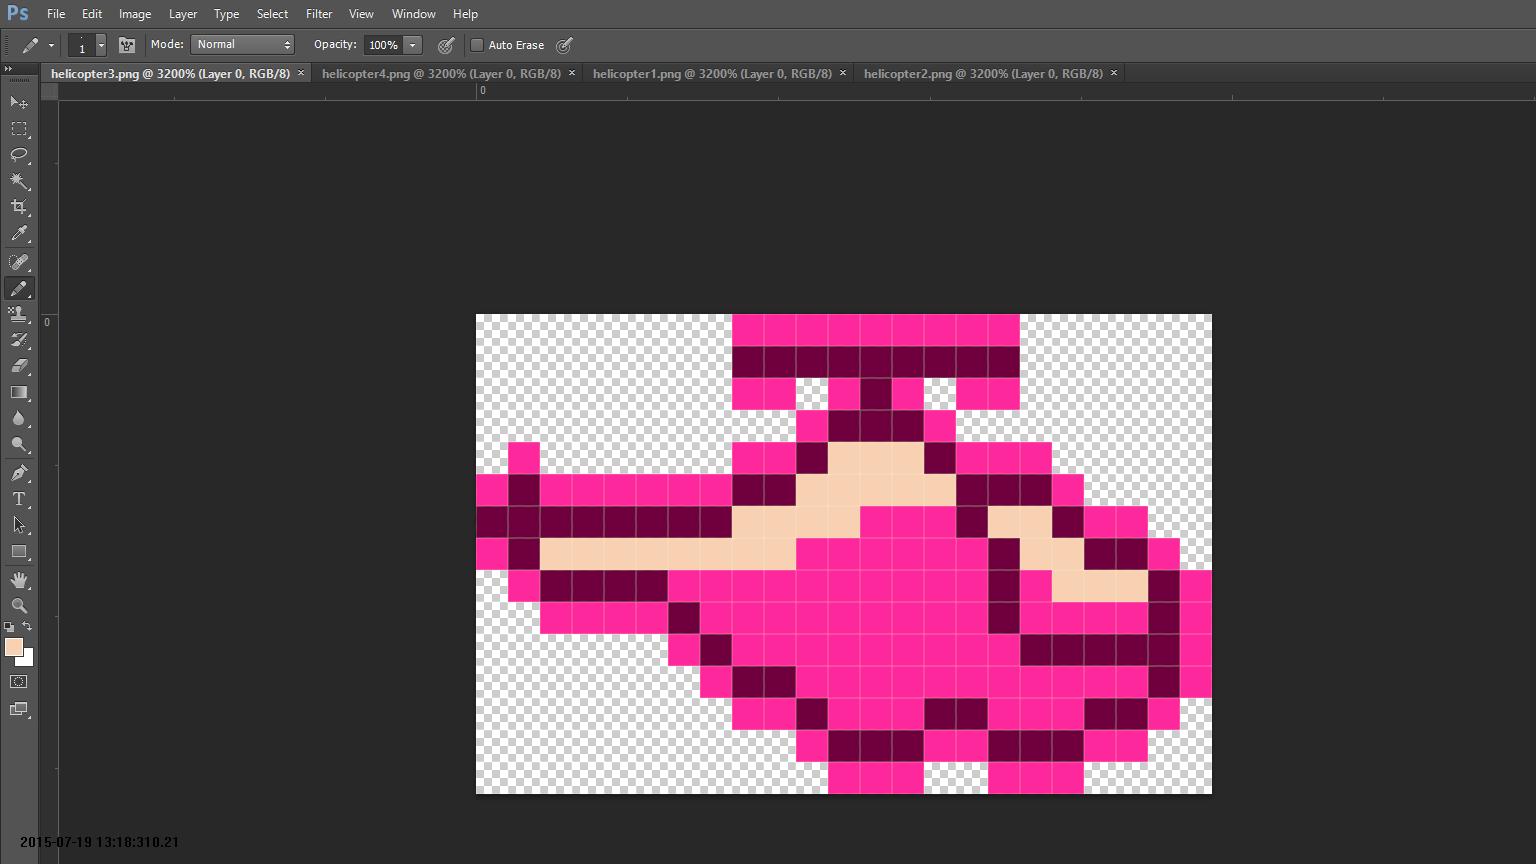 Ps File Edit Image Layer Type Select Filter View Window Help
1 Mode: Normal Opacity: 100% Auto Erase
helicopter3.png @ 3200% (Layer 0, RGB/8) × helicopter4.png @ 3200% (Layer 0, RGB/8) × helicopter1.png @ 3200% (Layer 0, RGB/8) × helicopter2.png @ 3200% (Layer 0, RGB/8) ×
0
0
T
2015-07-19 13:18:310.21